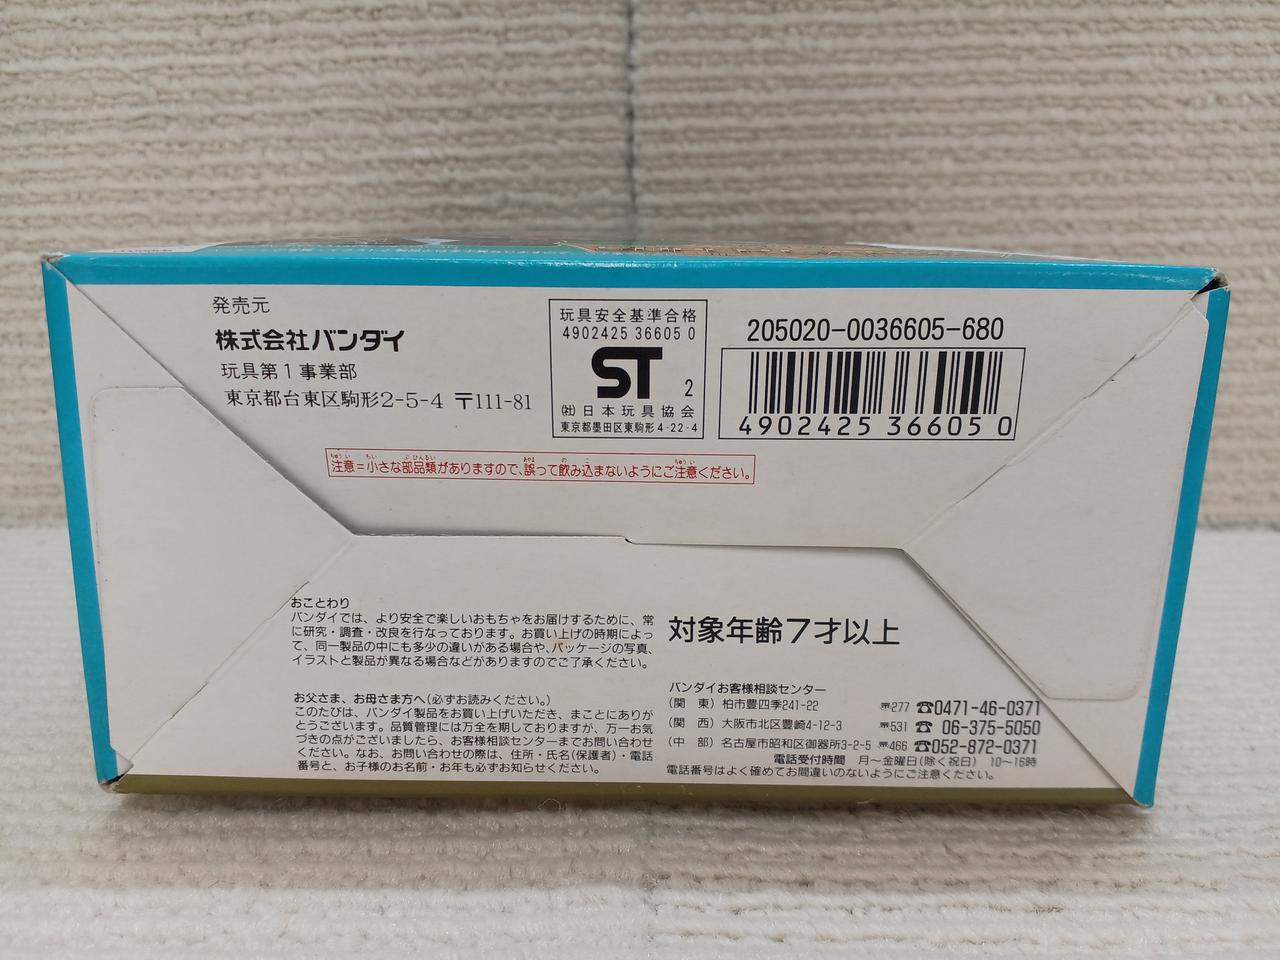 発売元
株式会社バンダイ
玩具第1事業部
東京都台東区駒形2-5-4 〒111-81
玩具安全基準合格
4902425 36605 0
ST 2
(社)日本玩具協会
東京都墨田区東駒形4-22-4
205020-0036605-680
4902425 36605 0
注意=小さな部品類がありますので、誤って飲み込まないようにご注意ください。
おことわり
バンダイでは、より安全で楽しいおもちゃをお届けするために、常
に研究・調査・改良を行なっております。お買い上げの時期によっ
て、同一製品の中にも多少の違いがある場合や、パッケージの写真、
イラストと製品が異なる場合などがありますのでご了承ください。
お父さま、お母さま方へ(必ずお読みください。)
このたびは、バンダイ製品をお買い上げいただき、まことにありが
とうございます。品質管理には万全を期しておりますが、万一お気
づきの点がございましたら、お客様相談センターまでお問い合わせ
ください。なお、お問い合わせの際は、住所・氏名(保護者)・電話
番号と、お子様のお名前・お年も必ずお知らせください。
対象年齢7才以上
バンダイお客様相談センター
(関 東) 柏市豊四季241-22 〒277 ☎0471-46-0371
(関 西) 大阪市北区豊崎4-12-3 〒531 ☎06-375-5050
(中 部) 名古屋市昭和区御器所3-2-5 〒466 ☎052-872-0371
電話受付時間 月〜金曜日(除く祝日) 10〜16時
電話番号はよく確めてお間違いのないようにご注意ください。